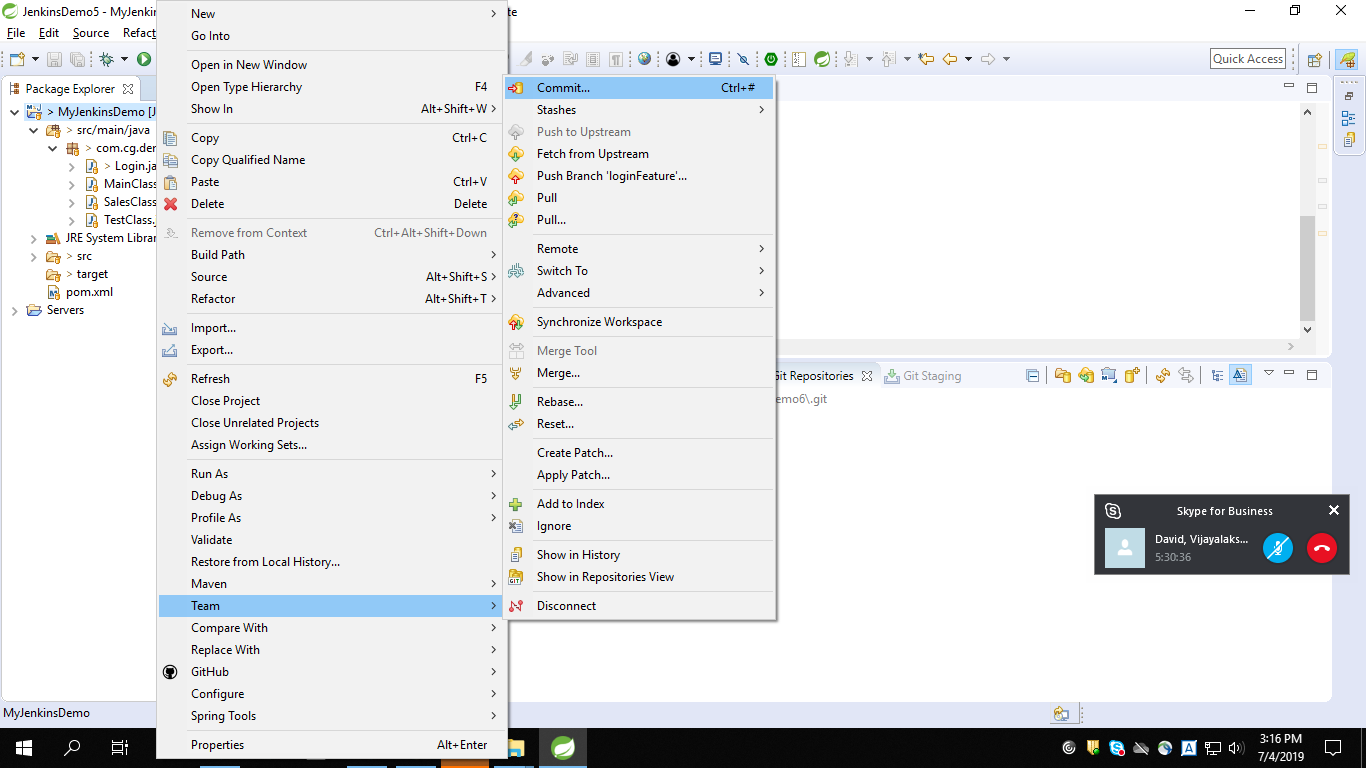 JenkinsDemo5 - MyJenkins
File Edit Source Refact
Quick Access
Package Explorer
> MyJenkinsDemo [J
> src/main/java
> com.cg.der
> Login.ja
MainClass
SalesClass
TestClass.
JRE System Librar
> src
> target
pom.xml
Servers
New
Go Into
Open in New Window
Open Type Hierarchy F4
Show In Alt+Shift+W
Copy Ctrl+C
Copy Qualified Name
Paste Ctrl+V
Delete Delete
Remove from Context Ctrl+Alt+Shift+Down
Build Path
Source Alt+Shift+S
Refactor Alt+Shift+T
Import...
Export...
Refresh F5
Close Project
Close Unrelated Projects
Assign Working Sets...
Run As
Debug As
Profile As
Validate
Restore from Local History...
Maven
Team
Compare With
Replace With
GitHub
Configure
Spring Tools
Properties Alt+Enter
Commit... Ctrl+#
Stashes
Push to Upstream
Fetch from Upstream
Push Branch 'loginFeature'...
Pull
Pull...
Remote
Switch To
Advanced
Synchronize Workspace
Merge Tool
Merge...
Rebase...
Reset...
Create Patch...
Apply Patch...
Add to Index
Ignore
Show in History
Show in Repositories View
Disconnect
Git Repositories Git Staging
emo6\.git
Skype for Business
David, Vijayalaks...
5:30:36
MyJenkinsDemo
3:16 PM
7/4/2019